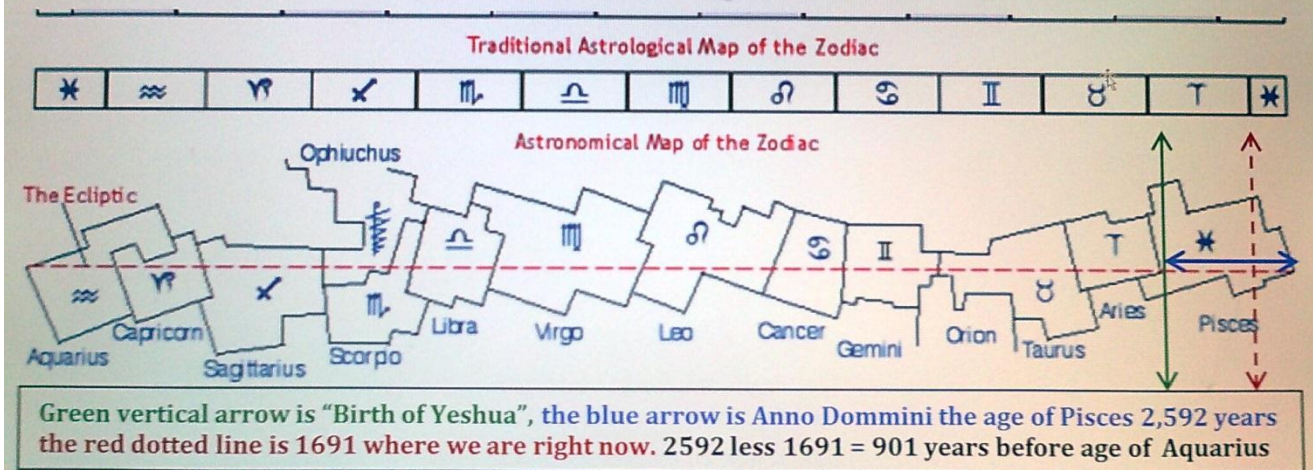 Traditional Astrological Map of the Zodiac
♓ ♒ ♑ ♐ ♏ ♎ ♍ ♌ ♋ ♊ ♉ ♈ ♓
Astronomical Map of the Zodiac
Ophiuchus
The Ecliptic
♒ ♑ ♐ ♏ ♎ ♍ ♌ ♋ ♊ ♉ ♈ ♓
Aquarius Capricorn Sagittarius Scorpo Libra Virgo Leo Cancer Gemini Orion Taurus Aries Pisces
Green vertical arrow is “Birth of Yeshua”, the blue arrow is Anno Dommini the age of Pisces 2,592 years
the red dotted line is 1691 where we are right now. 2592 less 1691 = 901 years before age of Aquarius